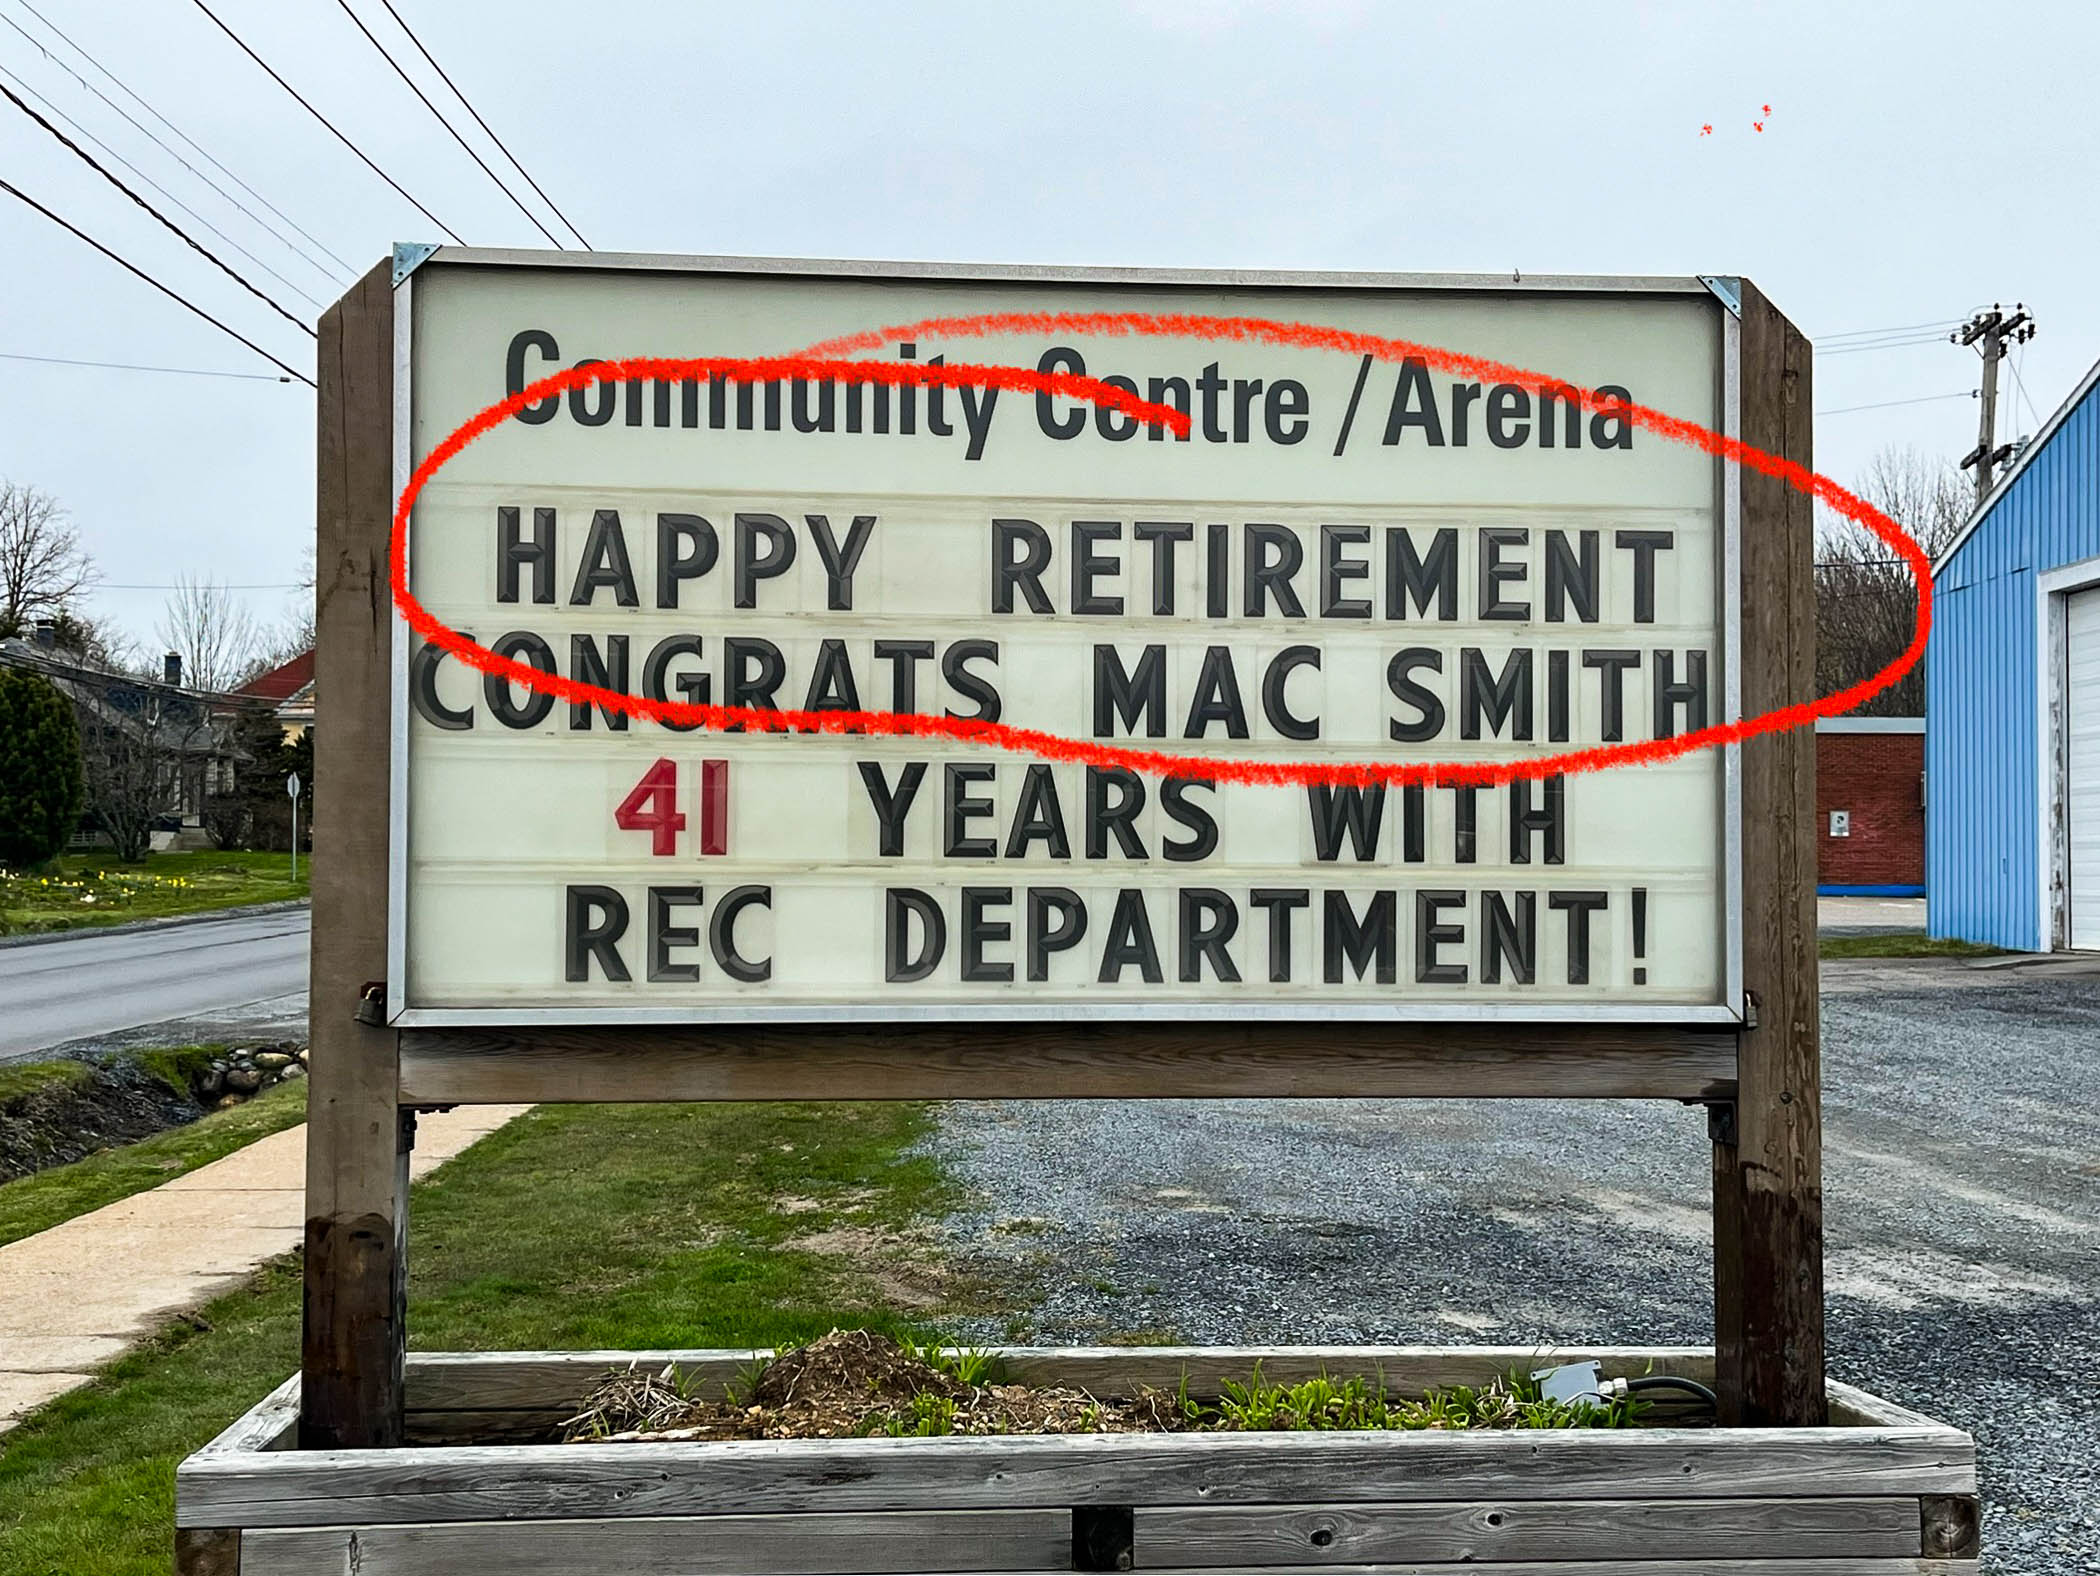 Community Centre / Arena
HAPPY RETIREMENT
CONGRATS MAC SMITH
41 YEARS WITH
REC DEPARTMENT!